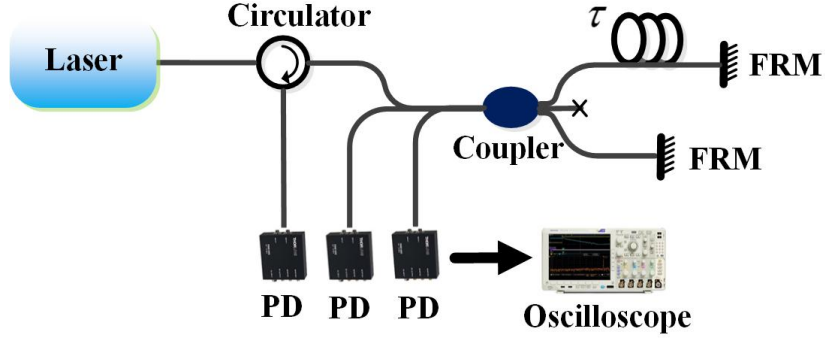 Circulator
Laser
τ
FRM
Coupler
FRM
PD
PD
PD
Oscilloscope